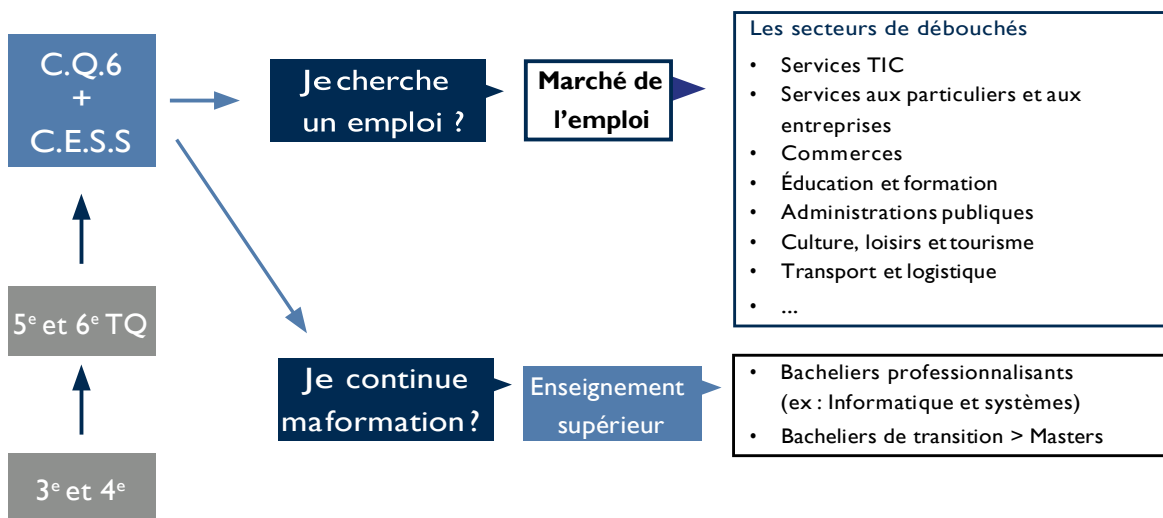 C.Q.6
+
C.E.S.S
5e et 6e TQ
3e et 4e
Je cherche
un emploi ?
Marché de
l'emploi
Les secteurs de débouchés
• Services TIC
• Services aux particuliers et aux
entreprises
• Commerces
• Éducation et formation
• Administrations publiques
• Culture, loisirs et tourisme
• Transport et logistique
• ...
Je continue
ma formation ?
Enseignement
supérieur
• Bacheliers professionnalisants
(ex : Informatique et systèmes)
• Bacheliers de transition > Masters